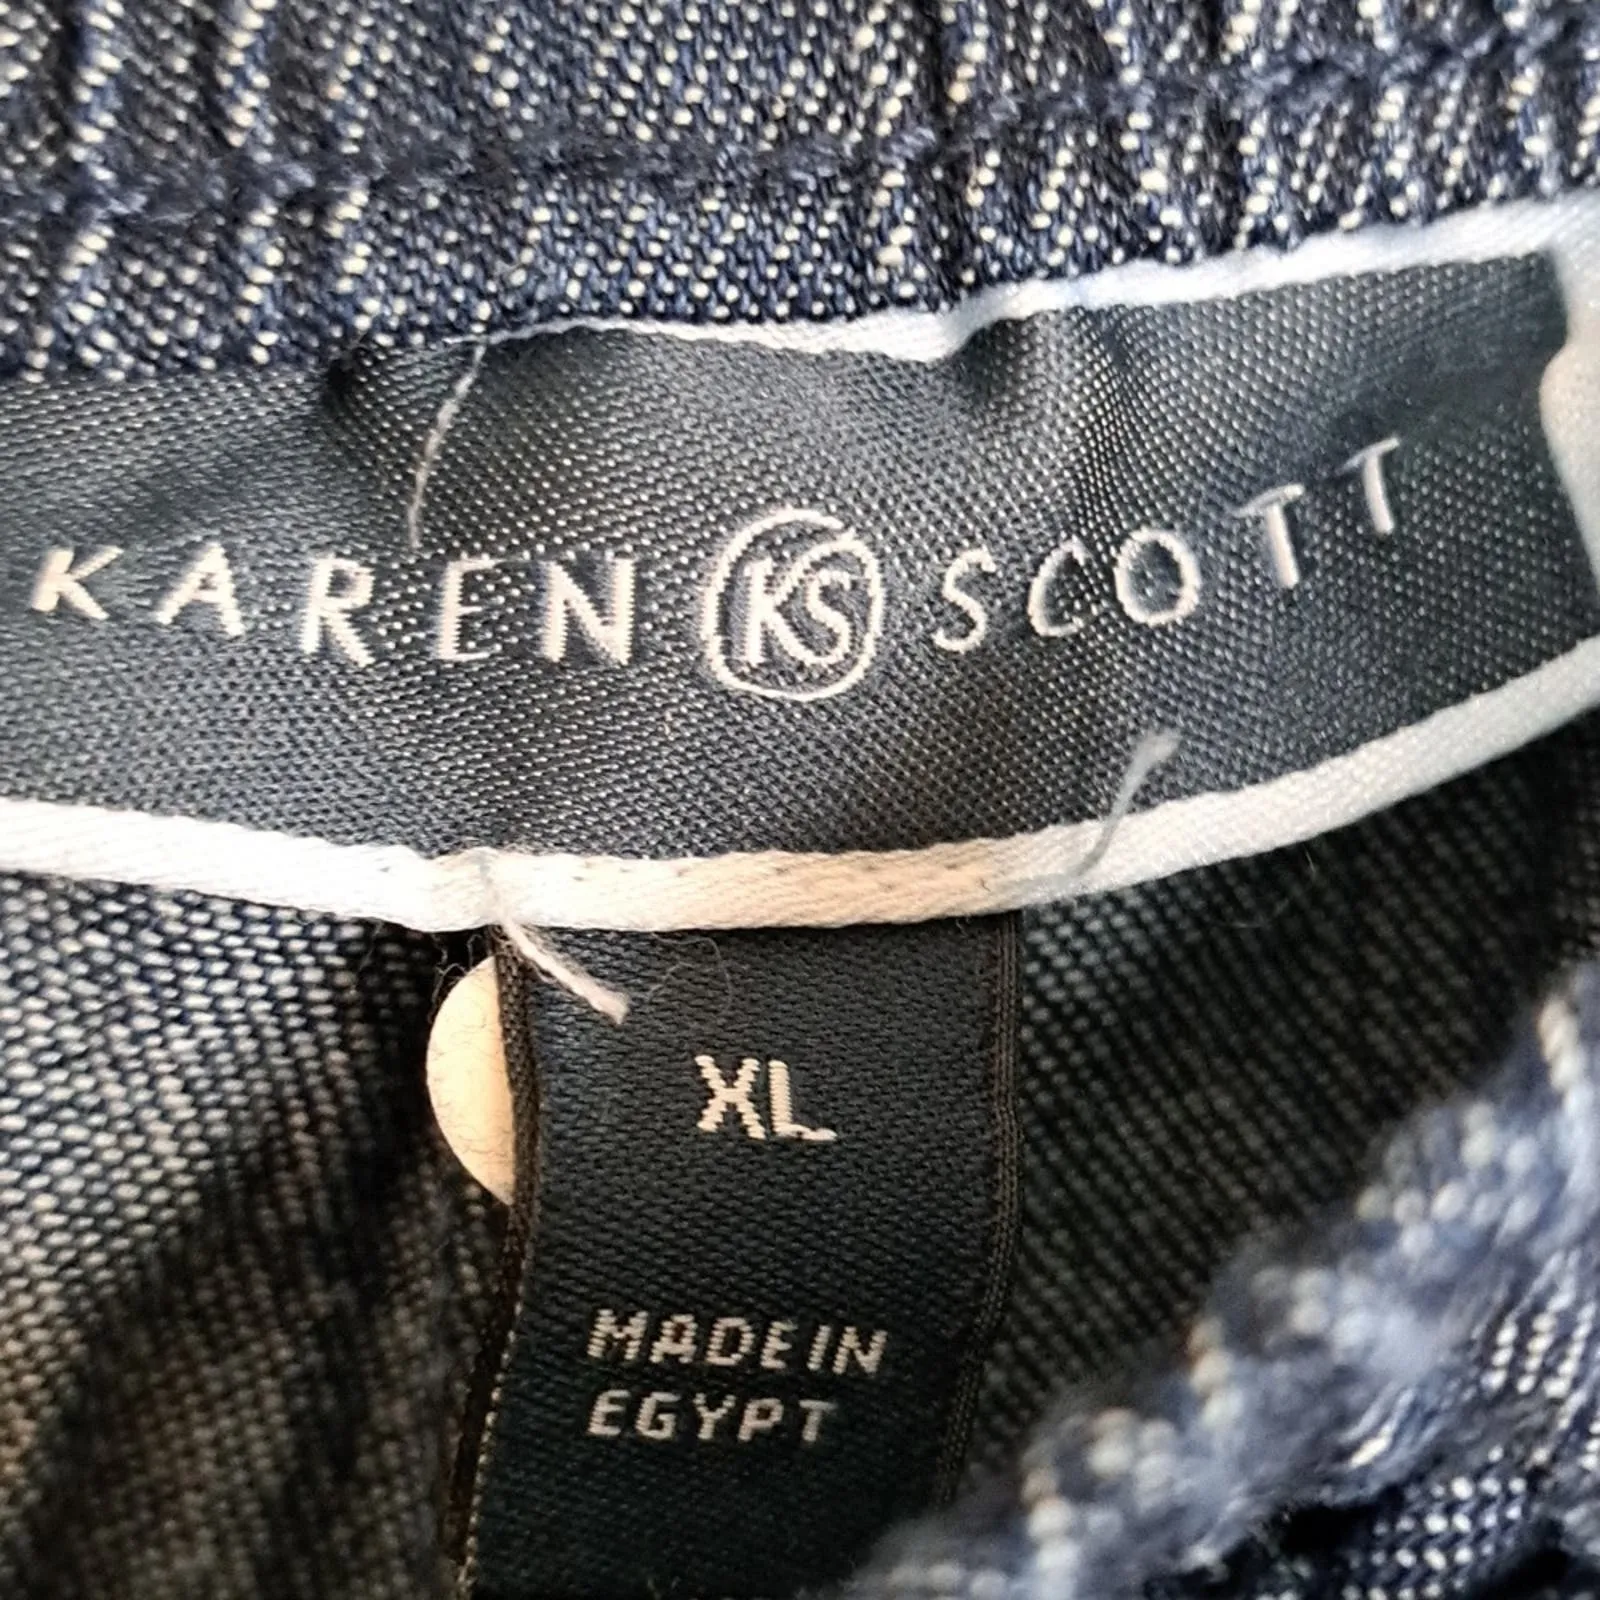 KAREN KS SCOTT
XL
MADE IN
EGYPT